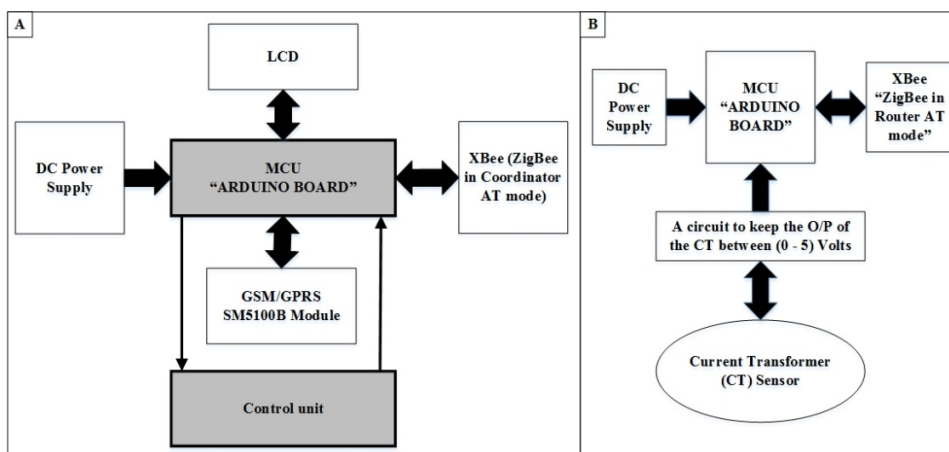 A
LCD
DC Power
Supply
MCU
“ARDUINO BOARD”
XBee (ZigBee
in Coordinator
AT mode)
GSM/GPRS
SM5100B Module
Control unit
B
DC
Power
Supply
MCU
“ARDUINO
BOARD”
XBee
“ZigBee in
Router AT
mode”
A circuit to keep the O/P of
the CT between (0 - 5) Volts
Current Transformer
(CT) Sensor